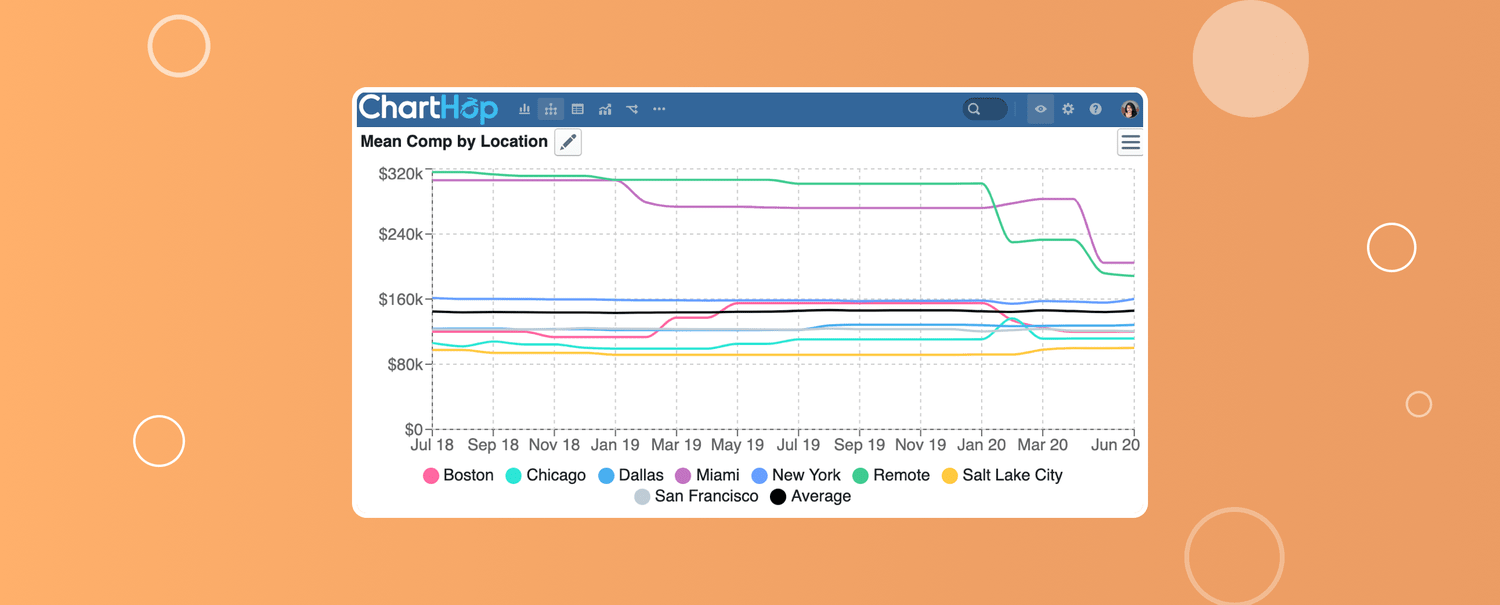 ChartHop
Mean Comp by Location
$320k
$240k
$160k
$80k
$0
Jul 18 Sep 18 Nov 18 Jan 19 Mar 19 May 19 Jul 19 Sep 19 Nov 19 Jan 20 Mar 20 Jun 20
Boston Chicago Dallas Miami New York Remote Salt Lake City
San Francisco Average